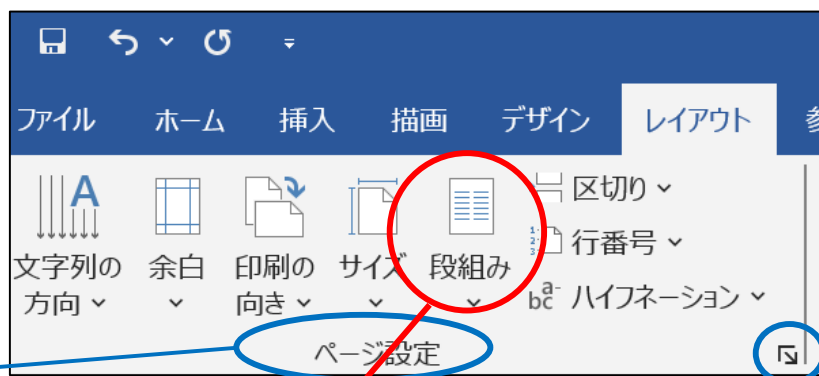 ファイル ホーム 挿入 描画 デザイン レイアウト 参
文字列の方向 余白 印刷の向き サイズ 段組み
区切り
行番号
ハイフネーション
ページ設定